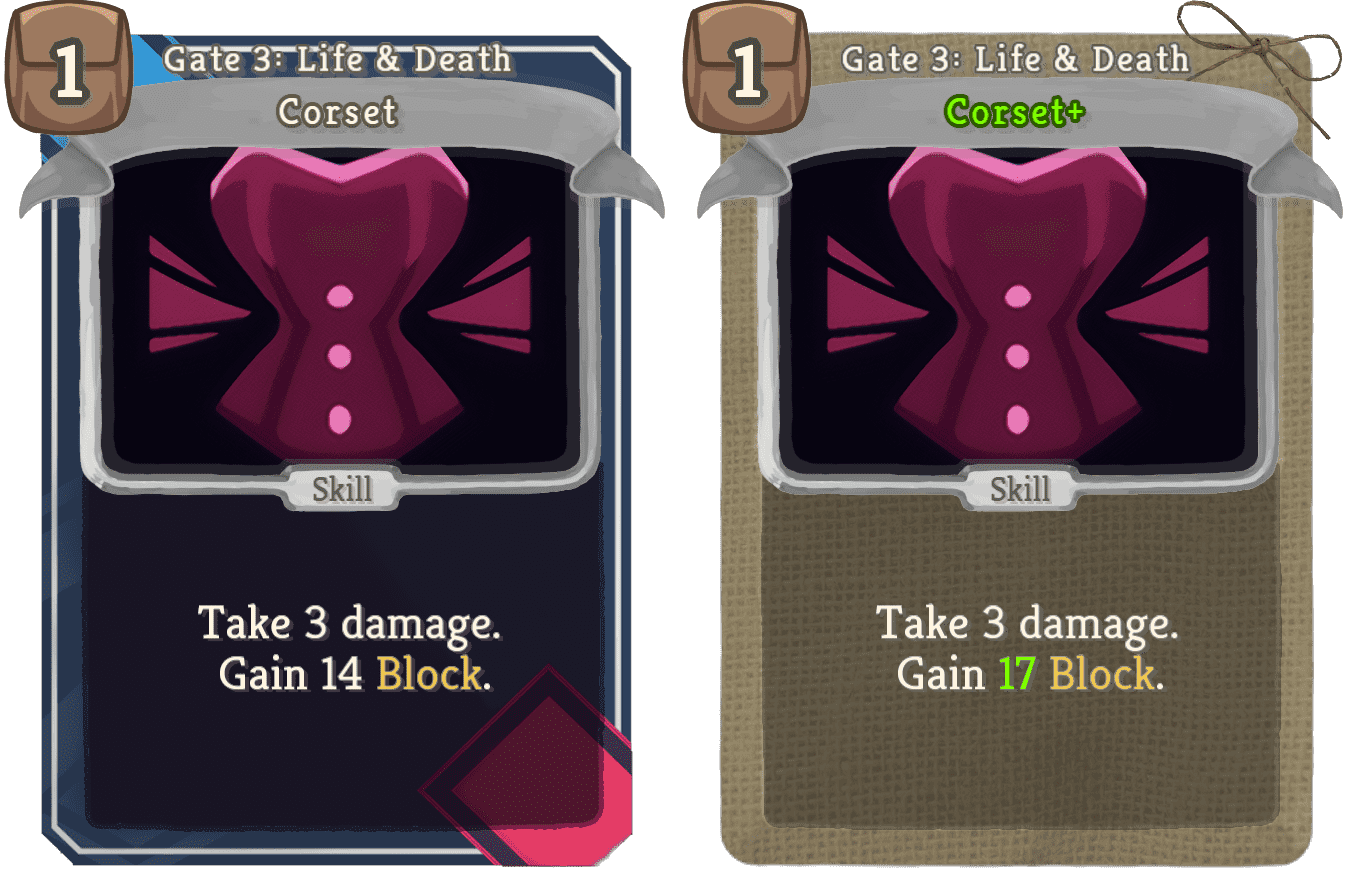 1
Gate 3: Life & Death
Corset
Skill
Take 3 damage.
Gain 14 Block.
1
Gate 3: Life & Death
Corset+
Skill
Take 3 damage.
Gain 17 Block.